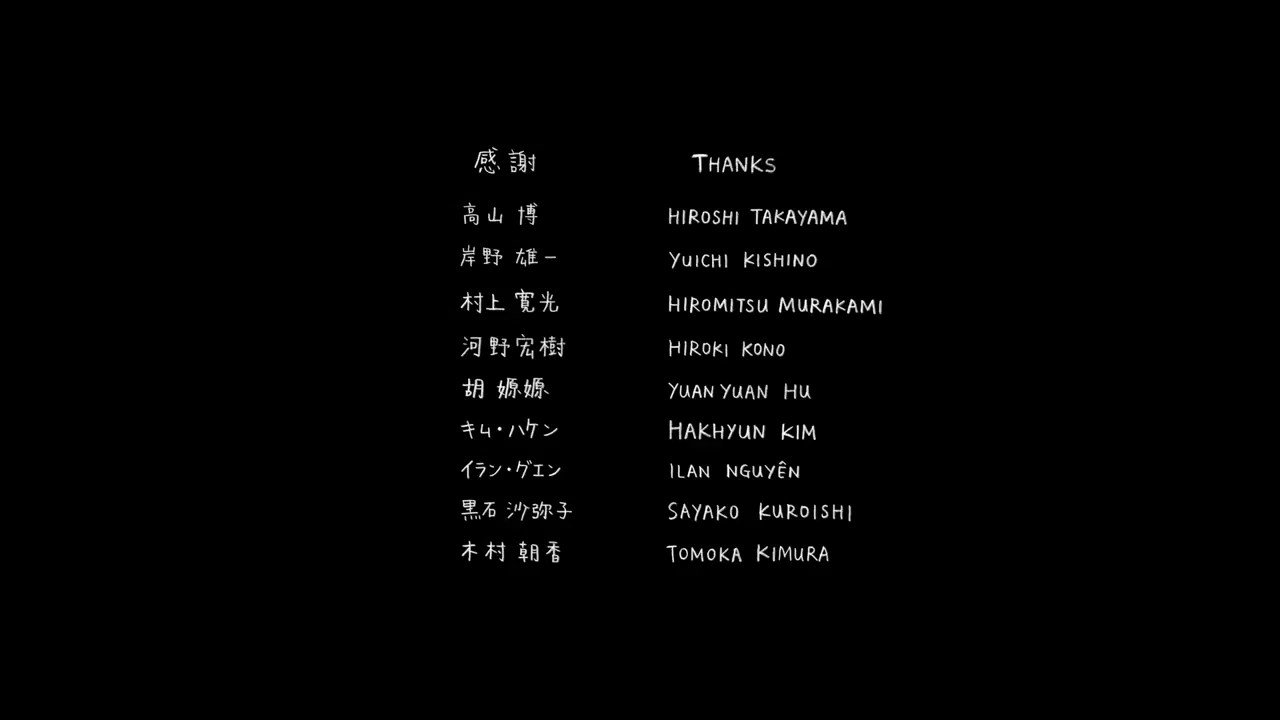 感謝 THANKS
高山 博 HIROSHI TAKAYAMA
岸野 雄一 YUICHI KISHINO
村上 寛光 HIROMITSU MURAKAMI
河野宏樹 HIROKI KONO
胡 嫄嫄 YUANYUAN HU
キム・ハケン HAKHYUN KIM
イラン・グエン ILAN NGUYÊN
黒石 沙弥子 SAYAKO KUROISHI
木村 朝香 TOMOKA KIMURA